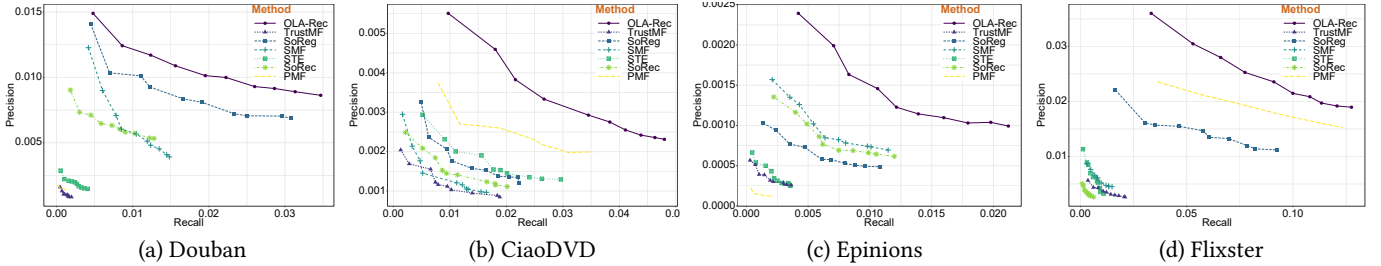 Method
OLA-Rec
TrustMF
SoReg
SMF
STE
SoRec
PMF
Precision
0.015
0.010
0.005
0.00
0.01
0.02
0.03
Recall
(a) Douban
Method
OLA-Rec
TrustMF
SoReg
SMF
STE
SoRec
PMF
Precision
0.005
0.004
0.003
0.002
0.001
0.00
0.01
0.02
0.03
0.04
0.0
Recall
(b) CiaoDVD
Method
OLA-Rec
TrustMF
SoReg
SMF
STE
SoRec
PMF
Precision
0.0025
0.0020
0.0015
0.0010
0.0005
0.0000
0.000
0.005
0.010
0.015
0.020
Recall
(c) Epinions
Method
OLA-Rec
TrustMF
SoReg
SMF
STE
SoRec
PMF
Precision
0.03
0.02
0.01
0.00
0.05
0.10
Recall
(d) Flixster